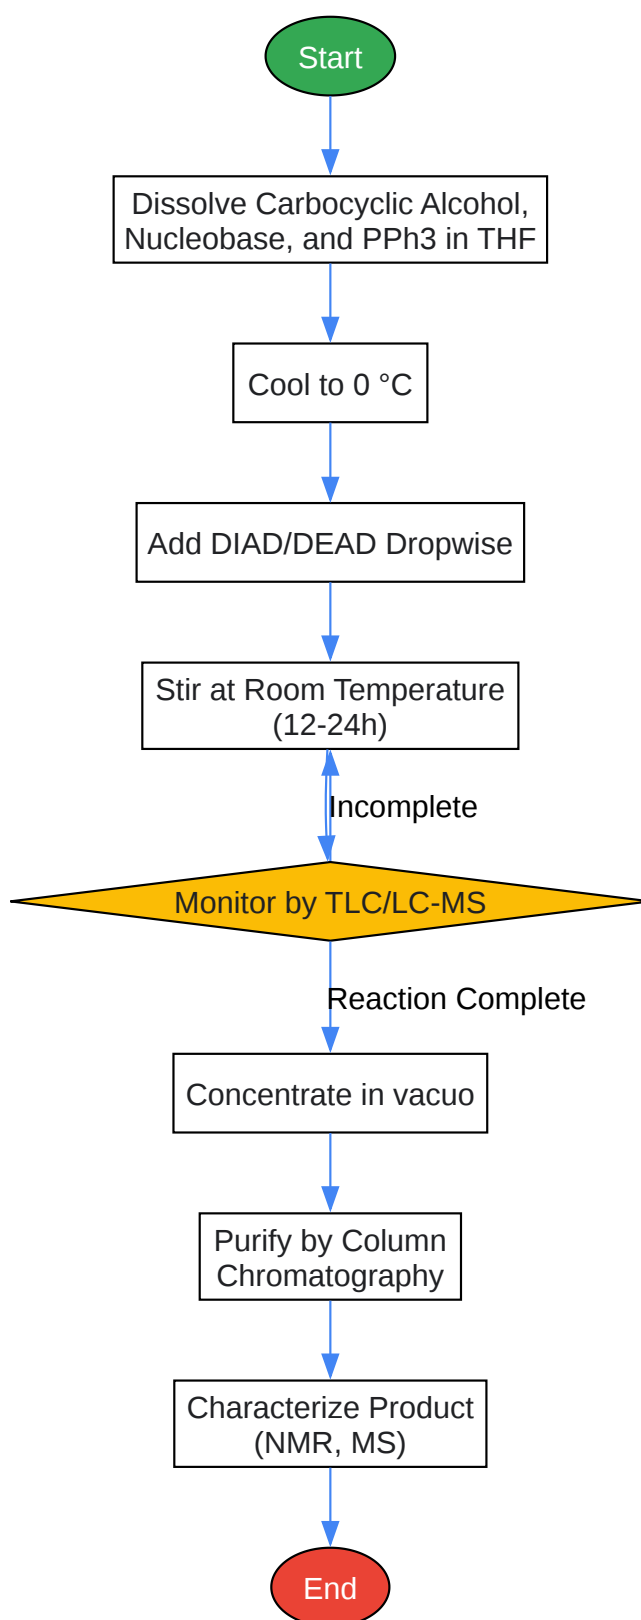 Start
Dissolve Carbocyclic Alcohol,
Nucleobase, and PPh3 in THF
Cool to 0 °C
Add DIAD/DEAD Dropwise
Stir at Room Temperature
(12-24h)
Incomplete
Monitor by TLC/LC-MS
Reaction Complete
Concentrate in vacuo
Purify by Column
Chromatography
Characterize Product
(NMR, MS)
End